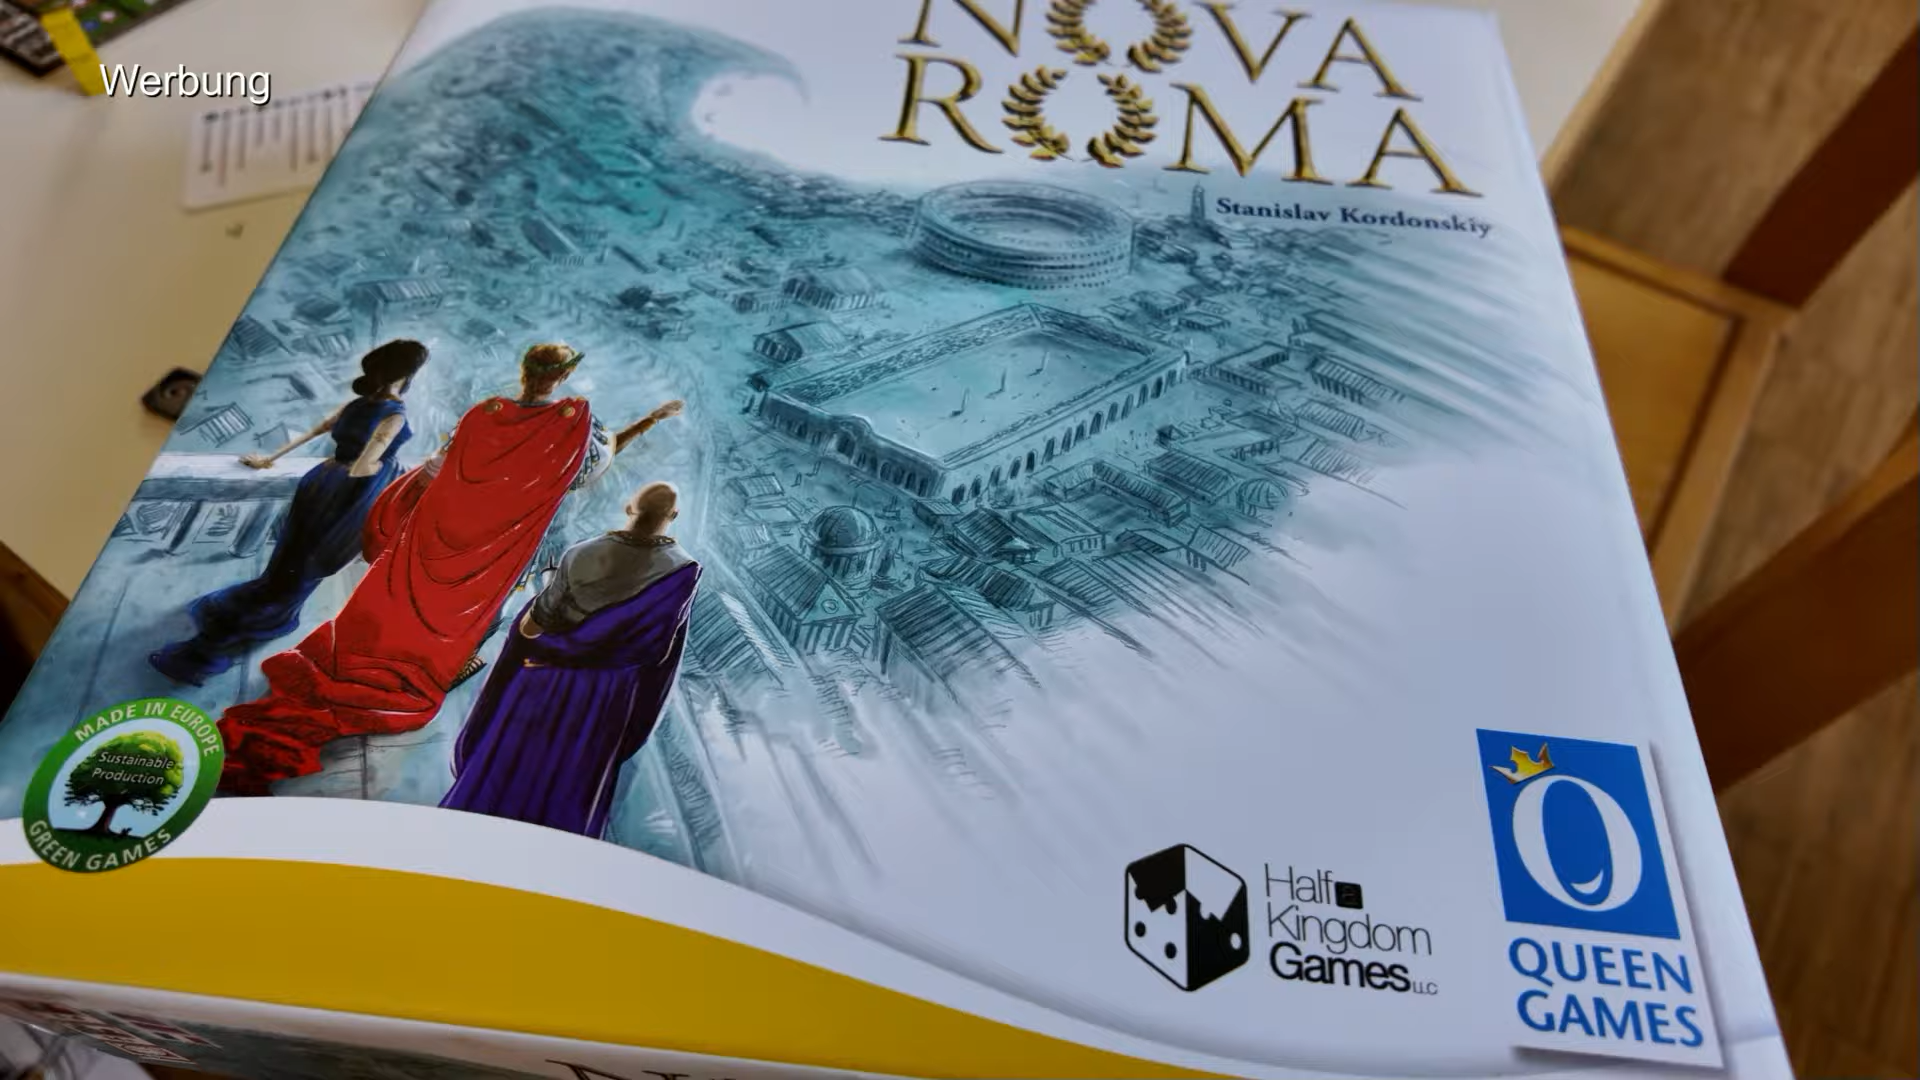 Werbung
NOVA
ROMA
Stanislav Kordonskiy
MADE IN EUROPE
Sustainable
Production
GREEN GAMES
Half a
Kingdom
Games LLC
QUEEN
GAMES